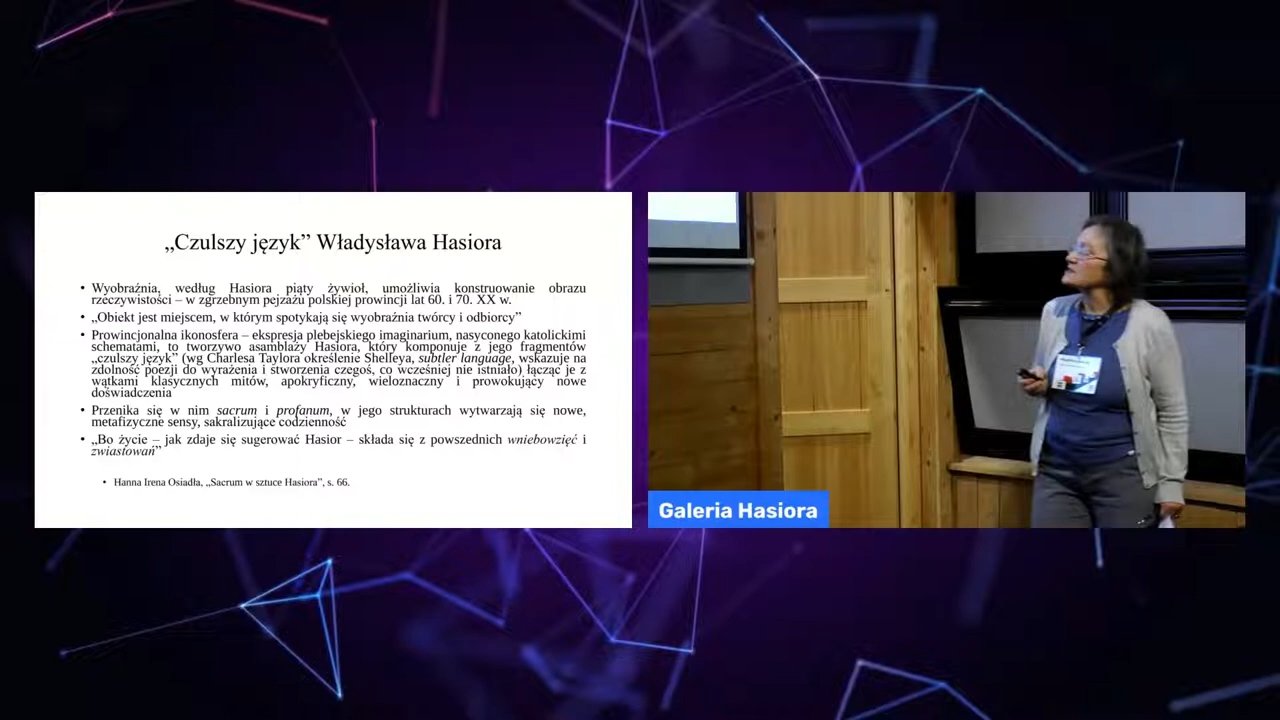 „Czulszy język” Władysława Hasiora
• Wyobraźnia, według Hasiora piąty żywioł, umożliwia konstruowanie obrazu
rzeczywistości – w zgrzebnym pejzażu polskiej prowincji lat 60. i 70. XX w.
• „Obiekt jest miejscem, w którym spotykają się wyobraźnia twórcy i odbiorcy”
• Prowincjonalna ikonosfera – ekspresja plebejskiego imaginarium, nasyconego katolickimi
schematami, to tworzywo asamblaży Hasiora, który komponuje z jego fragmentów
„czulszy język” (wg Charlesa Taylora określenie Shelleya, subtler language, wskazuje na
zdolność poezji do wyrażenia i stworzenia czegoś, co wcześniej nie istniało) łącząc je z
wątkami klasycznych mitów, apokryficzny, wieloznaczny i prowokujący nowe
doświadczenia
• Przenika się w nim sacrum i profanum, w jego strukturach wytwarzają się nowe,
metafizyczne sensy, sakralizujące codzienność
• „Bo życie – jak zdaje się sugerować Hasior – składa się z powszednich wniebowzięć i
zwiastowań”
• Hanna Irena Osiadła, „Sacrum w sztuce Hasiora”, s. 66.
Galeria Hasiora